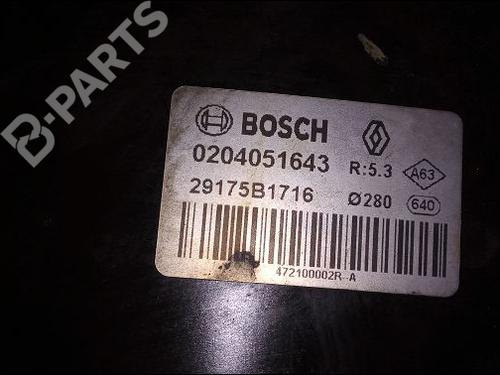 B-PARTS
BOSCH
0204051643 R:5.3 A63
29175B1716 Ø280 640
472100002R--A